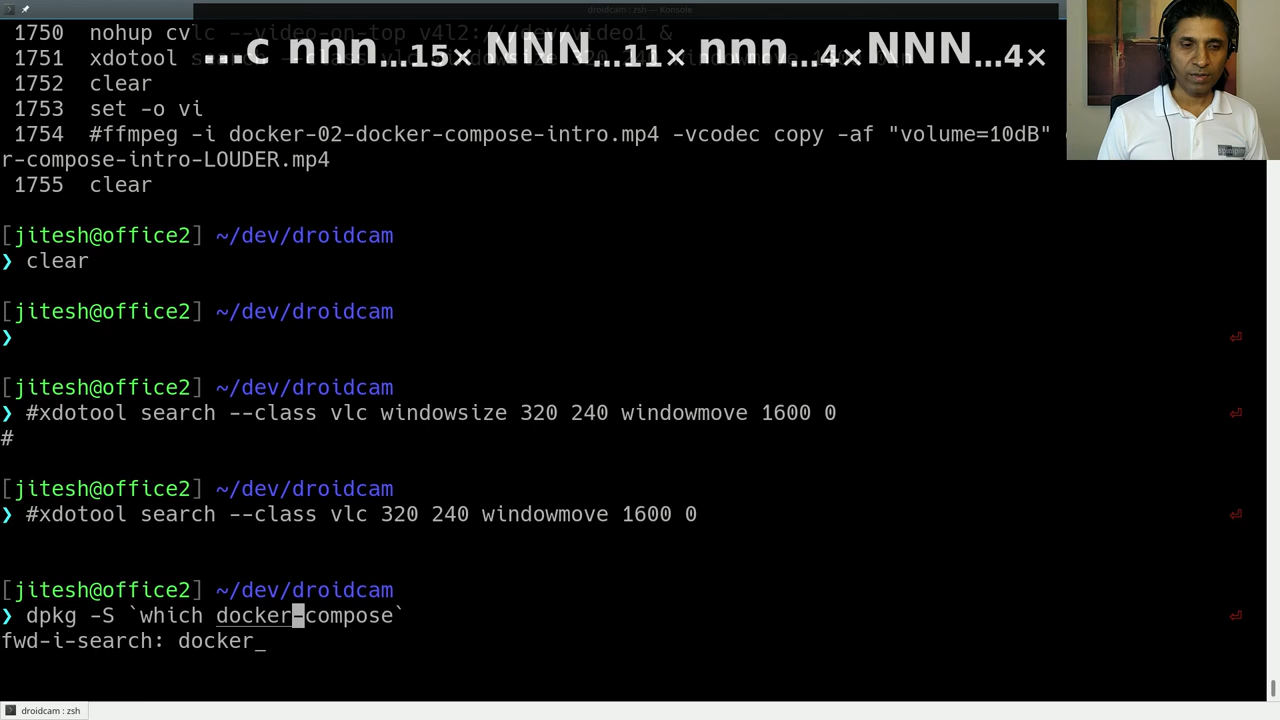 droidcam : zsh — Konsole
...c nnn...15× NNN...11× nnn...4×NNN...4×
1750 nohup cvlc --video-on-top v4l2:///dev/video1 &
1751 xdotool
1752 clear
1753 set -o vi
1754 #ffmpeg -i docker-02-docker-compose-intro.mp4 -vcodec copy -af "volume=10dB"
r-compose-intro-LOUDER.mp4
1755 clear
[jitesh@office2] ~/dev/droidcam
❯ clear
[jitesh@office2] ~/dev/droidcam
❯
[jitesh@office2] ~/dev/droidcam
❯ #xdotool search --class vlc windowsize 320 240 windowmove 1600 0
#
[jitesh@office2] ~/dev/droidcam
❯ #xdotool search --class vlc 320 240 windowmove 1600 0
[jitesh@office2] ~/dev/droidcam
❯ dpkg -S `which docker-compose`
fwd-i-search: docker_
droidcam : zsh